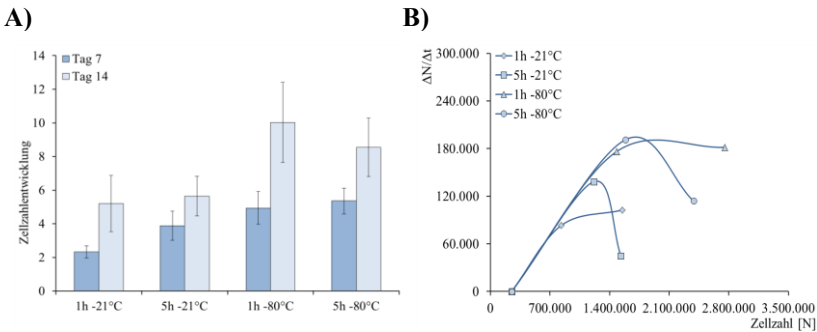 A)
Tag 7
Tag 14
Zellzahlentwicklung
14
12
10
8
6
4
2
0
1h -21°C
5h -21°C
1h -80°C
5h -80°C
B)
ΔN/Δt
300.000
240.000
180.000
120.000
60.000
0
1h -21°C
5h -21°C
1h -80°C
5h -80°C
0
700.000
1.400.000
2.100.000
2.800.000
3.500.000
Zellzahl [N]